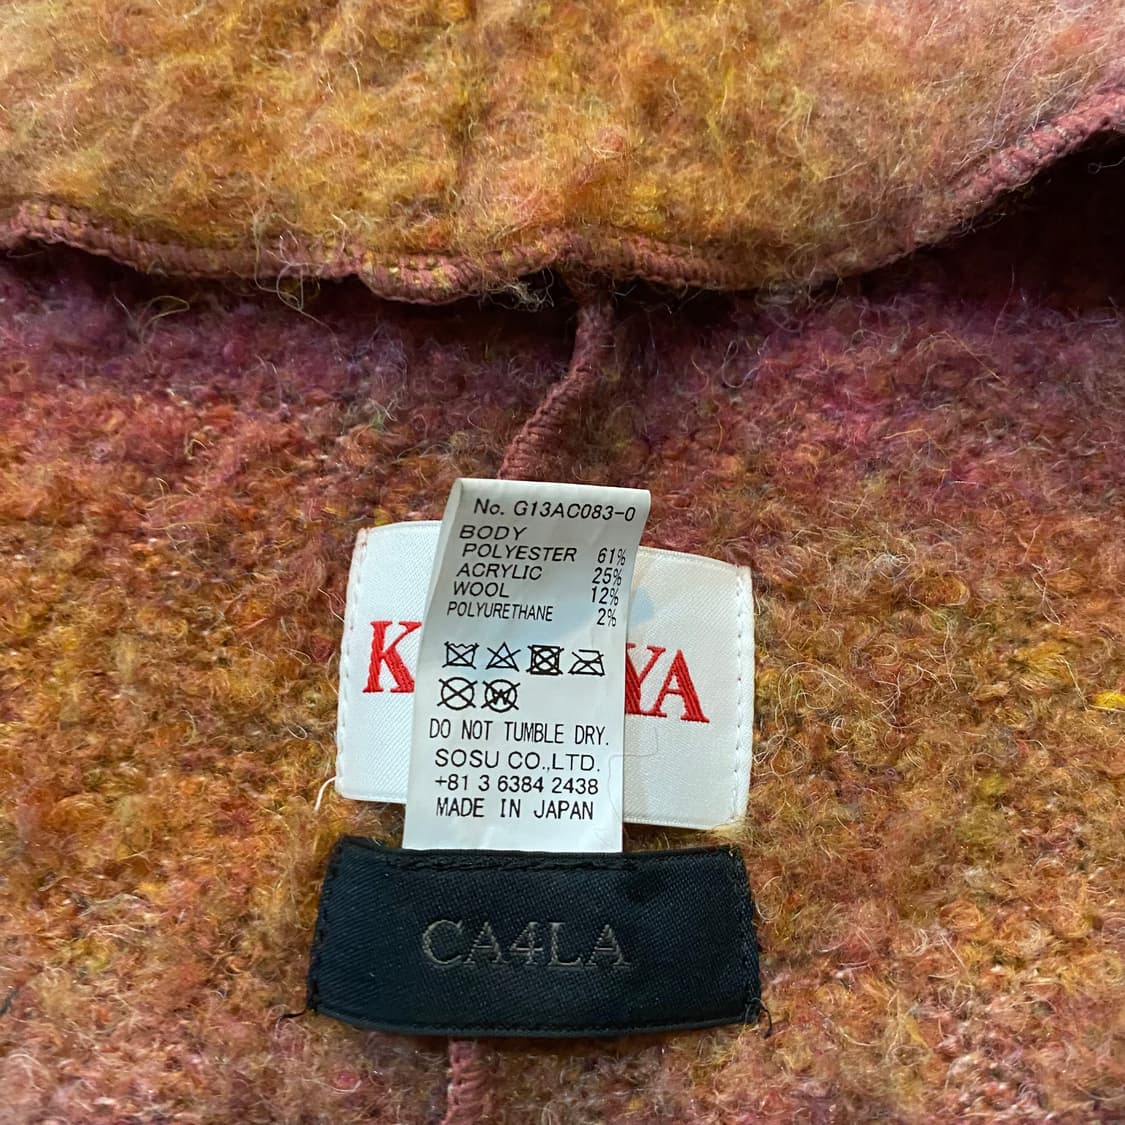 No. G13AC083-0
BODY
POLYESTER 61%
ACRYLIC 25%
WOOL 12%
POLYURETHANE 2%
K YA
W
DO NOT TUMBLE DRY.
SOSU CO.,LTD.
+81 3 6384 2438
MADE IN JAPAN
CA4LA